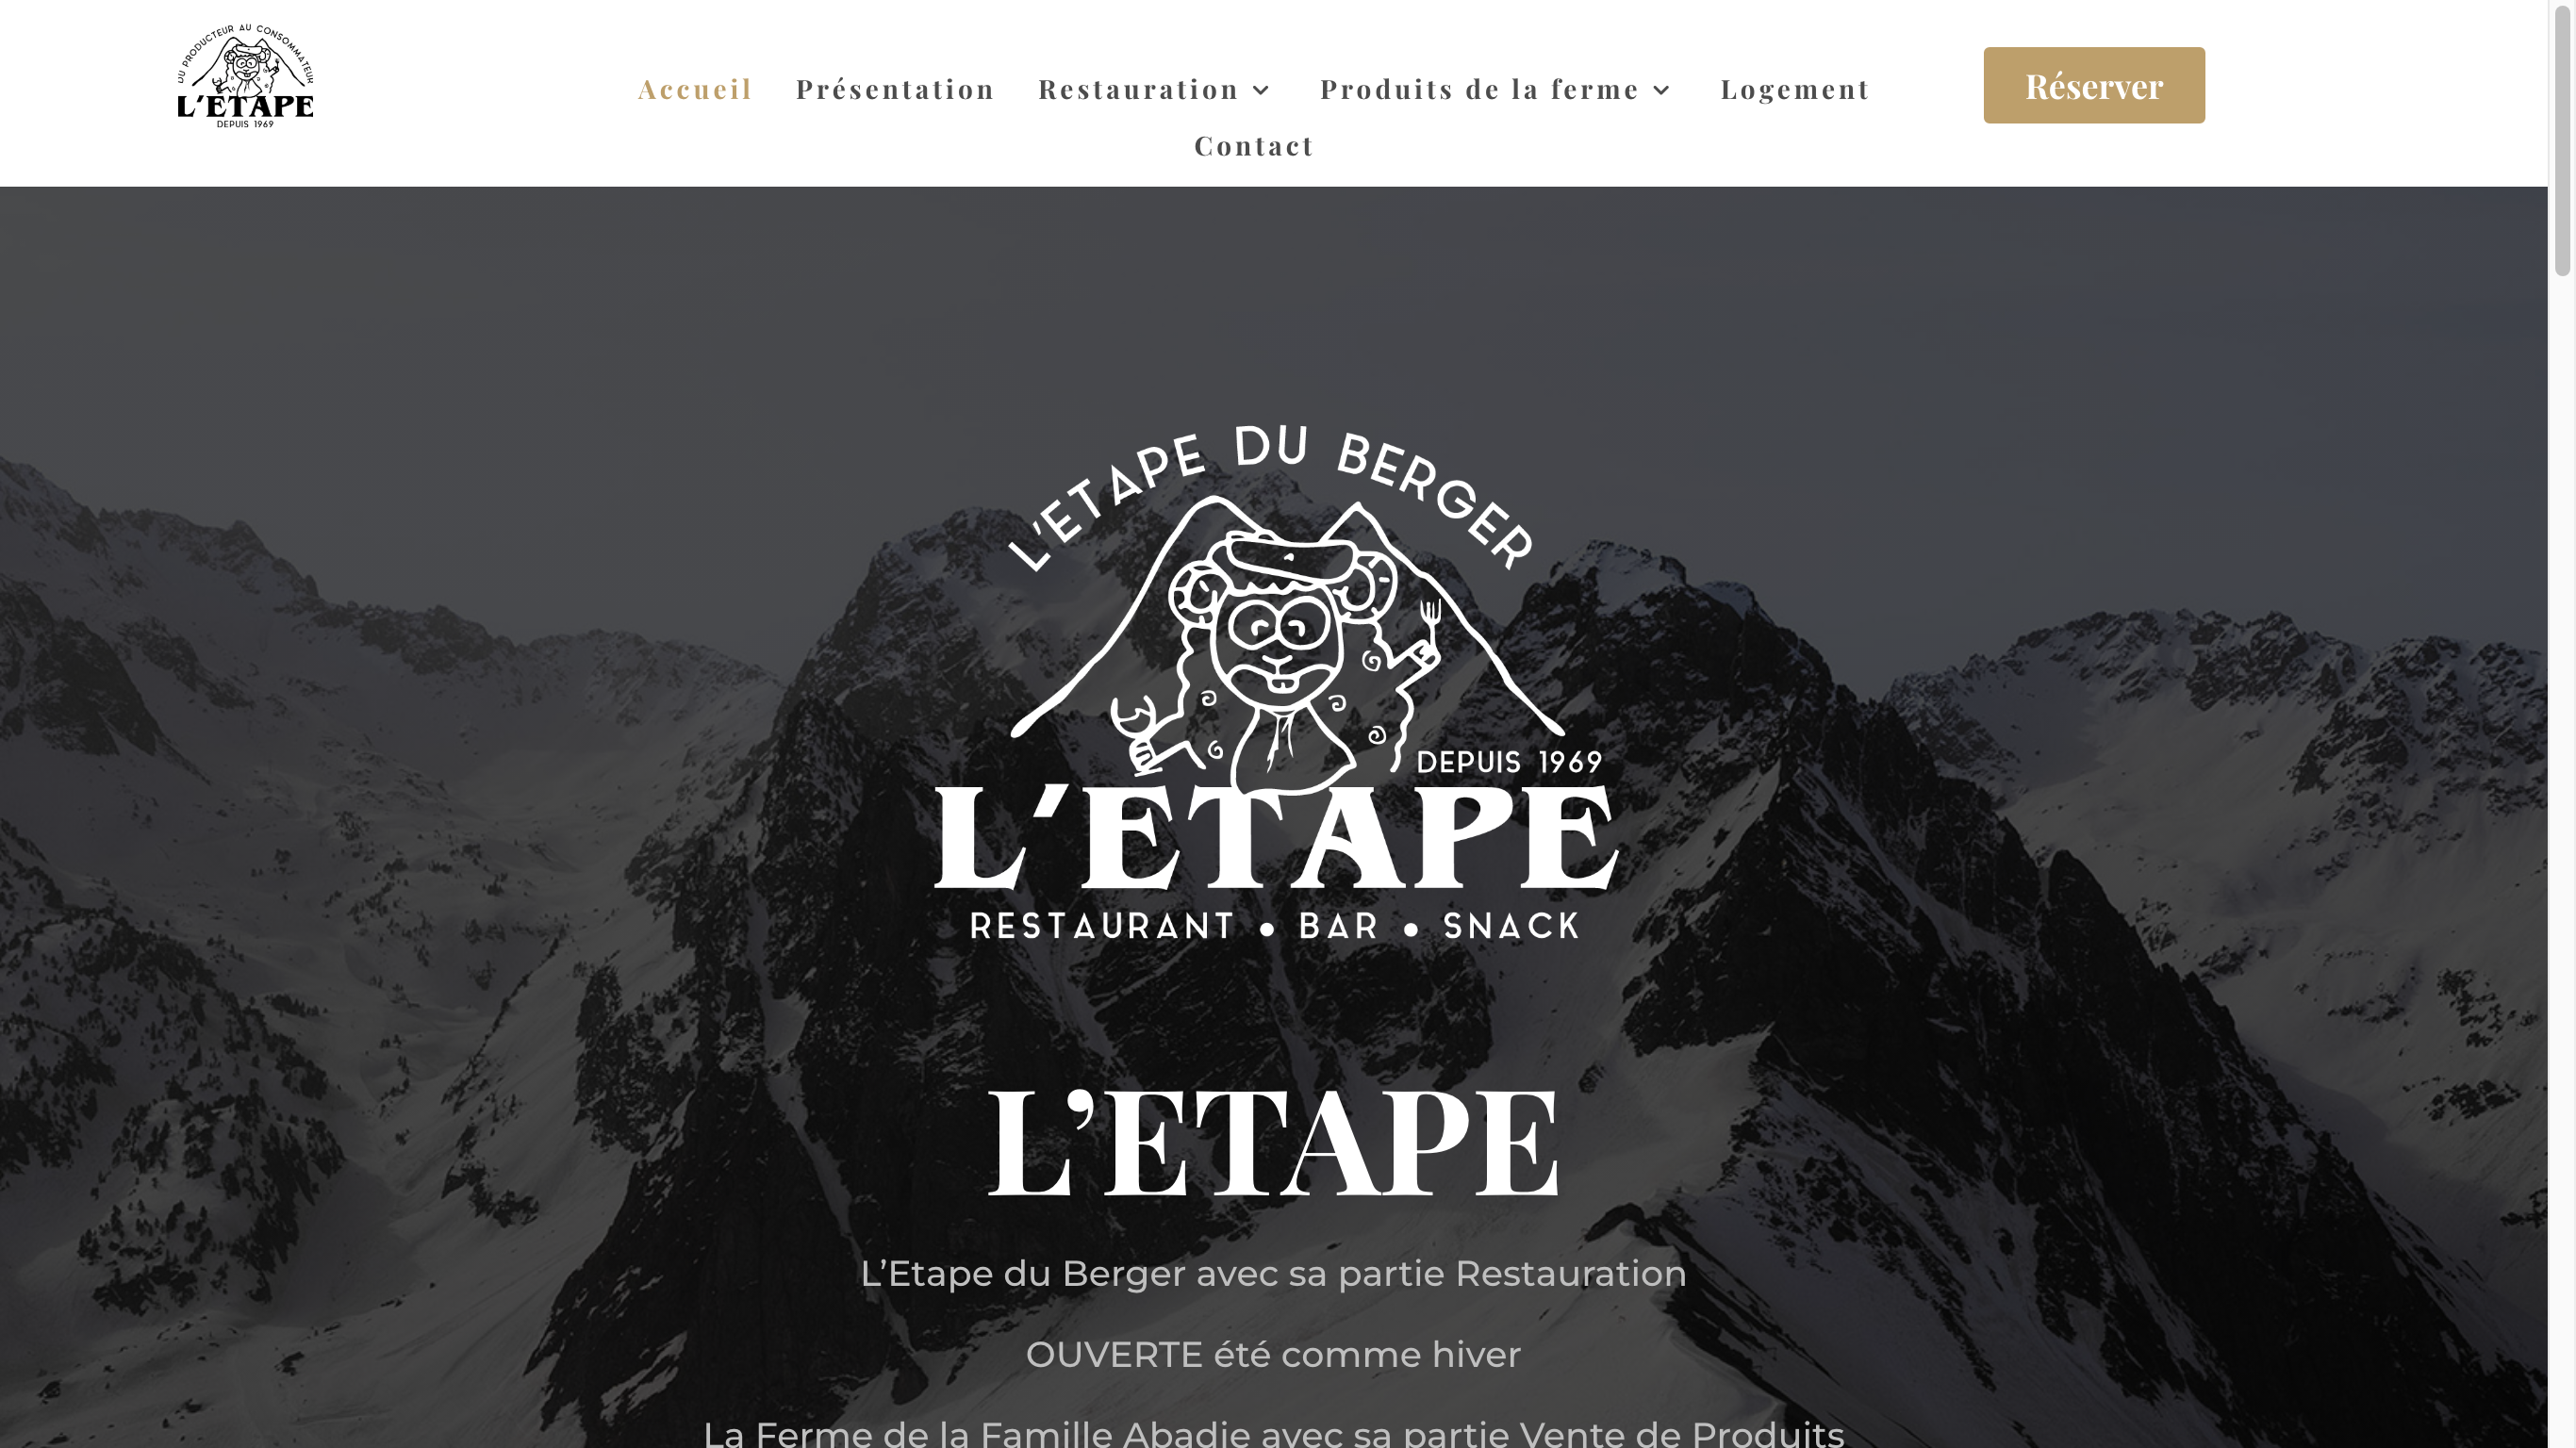 DU PRODUCTEUR AU CONSOMMATEUR
L'ETAPE
DEPUIS 1969
Accueil
Présentation
Restauration
Produits de la ferme
Logement
Contact
Réserver
L'ETAPE DU BERGER
DEPUIS 1969
L'ETAPE
RESTAURANT • BAR • SNACK
L’ETAPE
L’Etape du Berger avec sa partie Restauration
OUVERTE été comme hiver
La Ferme de la Famille Abadie avec sa partie Vente de Produits